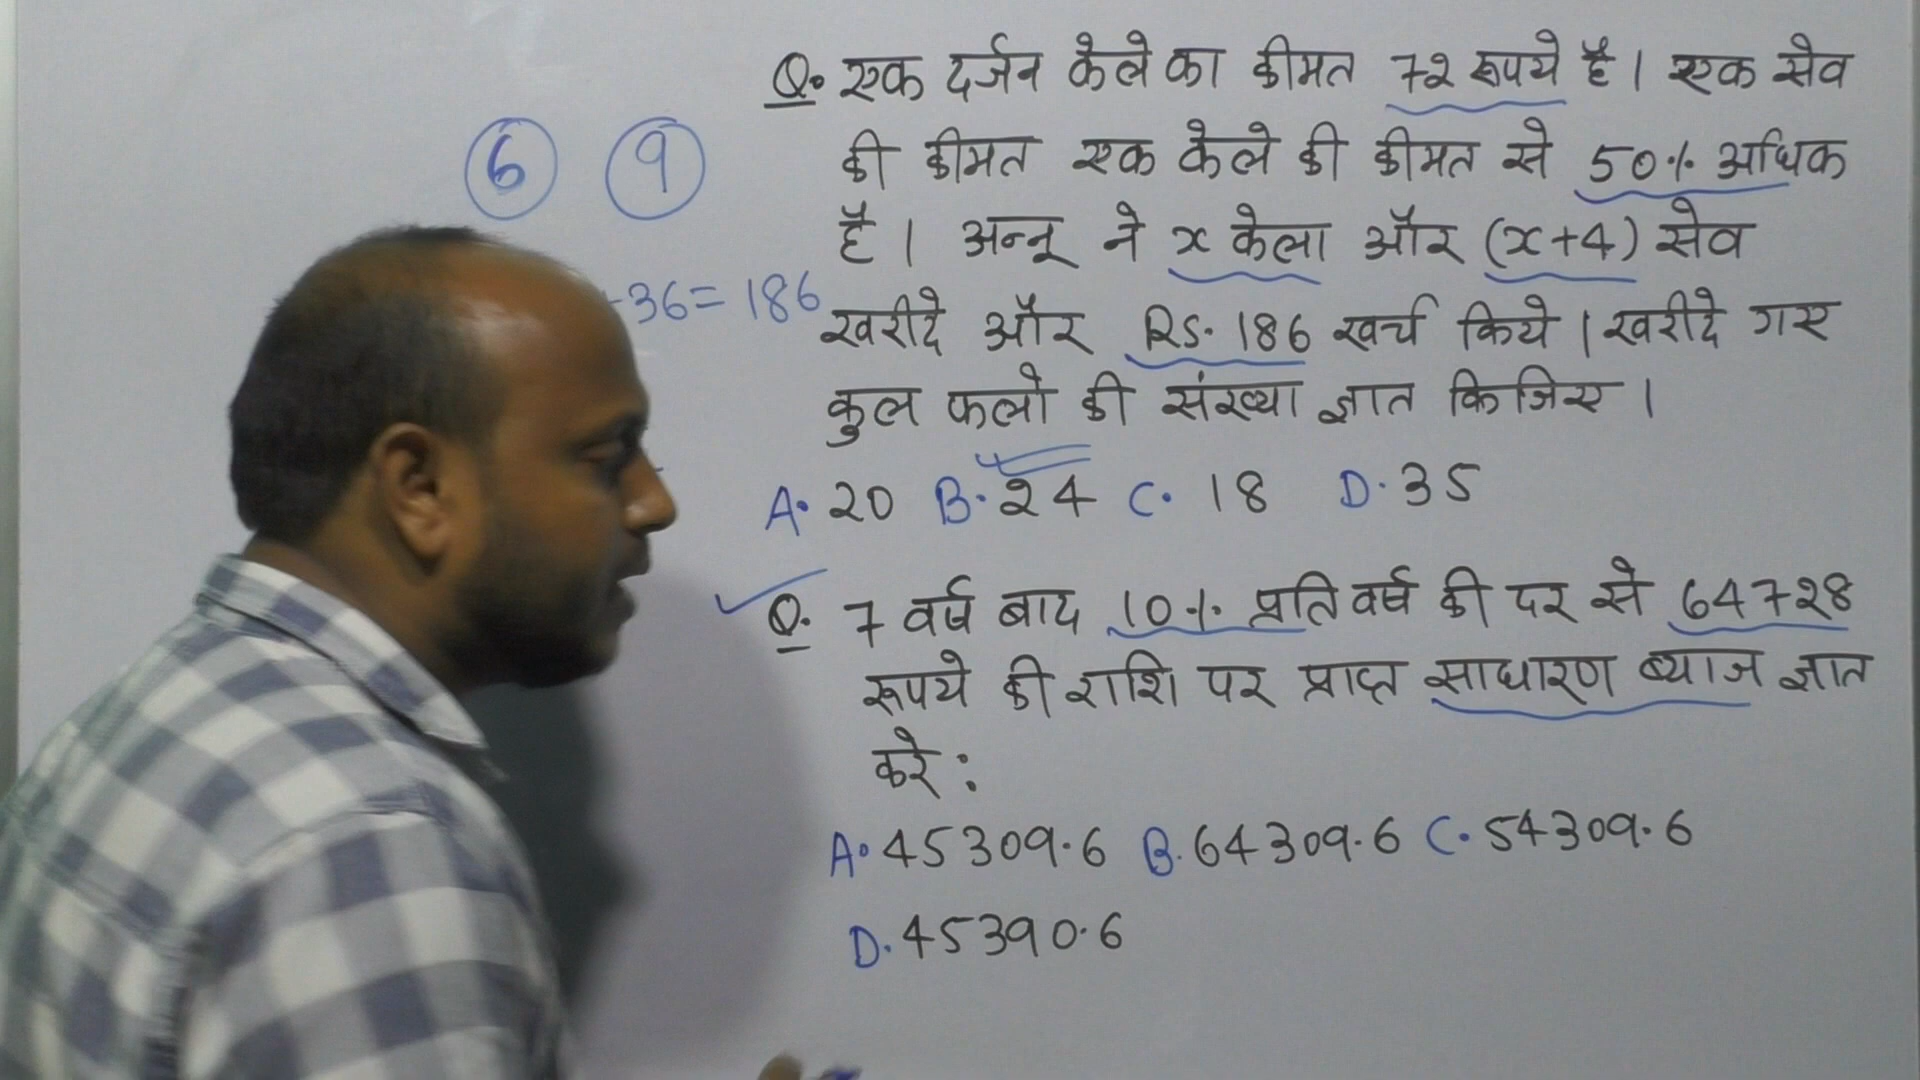 Q. एक दर्जन केले का कीमत 72 रूपये है। एक सेव
की कीमत एक केले की कीमत से 50% अधिक
है। अन्नू ने x केला और (x+4) सेव
खरीदे और Rs. 186 खर्च किये। खरीदे गए
कुल फलो की संख्या ज्ञात किजिए।
A. 20 B. 24 C. 18 D. 35
Q. 7 वर्ष बाद 10% प्रति वर्ष की दर से 64728
रूपये की राशि पर प्राप्त साधारण ब्याज ज्ञात
करे:
A. 45309.6 B. 64309.6 C. 54309.6
D. 45390.6
6 9
36=186